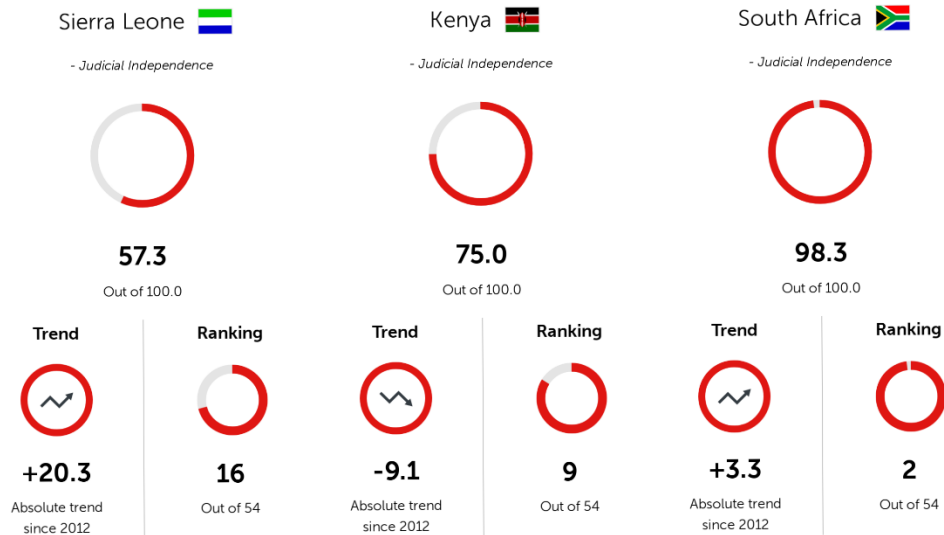 Sierra Leone
- Judicial Independence
57.3
Out of 100.0
Trend
+20.3
Absolute trend
since 2012
Ranking
16
Out of 54
Kenya
- Judicial Independence
75.0
Out of 100.0
Trend
-9.1
Absolute trend
since 2012
Ranking
9
Out of 54
South Africa
- Judicial Independence
98.3
Out of 100.0
Trend
+3.3
Absolute trend
since 2012
Ranking
2
Out of 54